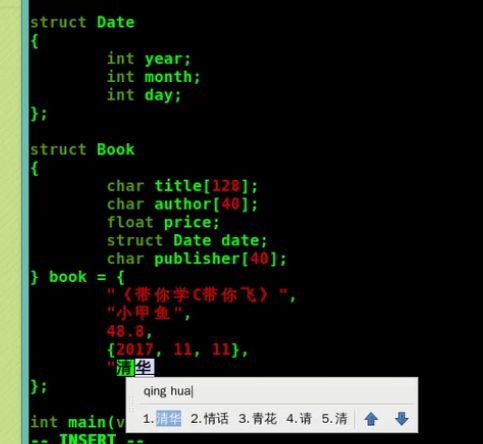 struct Date
{
int year;
int month;
int day;
};
struct Book
{
char title[128];
char author[40];
float price;
struct Date date;
char publisher[40];
} book = {
"《带你学C带你飞》",
"小甲鱼",
48.8,
{2017, 11, 11},
"清华
};
qing hua
1.清华 2.情话 3.青花 4.请 5.清
int main(v
-- INSERT --